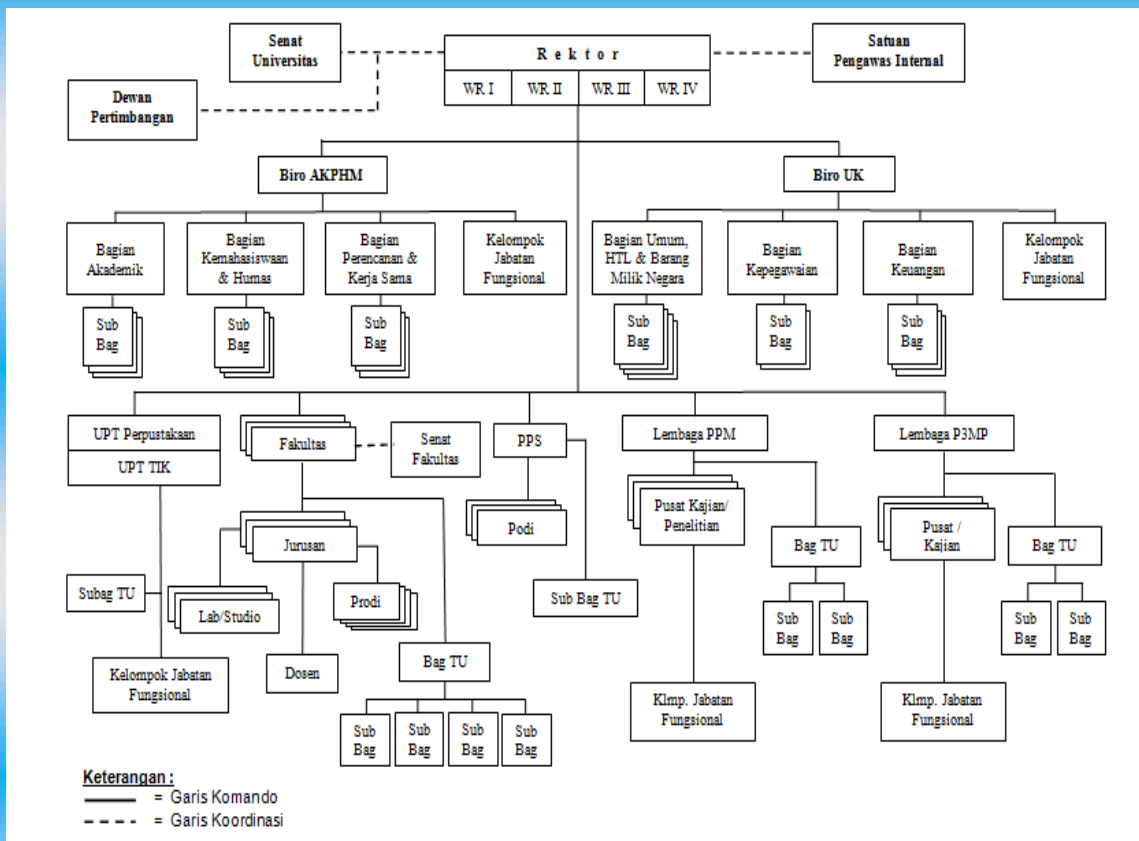 Senat
Universitas
R e k t o r
Satuan
Pengawas Internal
WR I
WR II
WR III
WR IV
Dewan
Pertimbangan
Biro AKPHM
Biro UK
Bagian
Akademik
Bagian
Kemahasiswaan
& Humas
Bagian
Perencanan &
Kerja Sama
Kelompok
Jabatan
Fungsional
Bagian Umum,
HTL & Barang
Milik Negara
Bagian
Kepegawaian
Bagian
Keuangan
Kelompok
Jabatan
Fungsional
Sub
Bag
Sub
Bag
Sub
Bag
Sub
Bag
Sub
Bag
Sub
Bag
UPT Perpustakaan
UPT TIK
Fakultas
Senat
Fakultas
PPS
Lembaga PPM
Lembaga P3MP
Podi
Pusat Kajian/
Penelitian
Pusat /
Kajian
Jurusan
Bag TU
Bag TU
Subag TU
Lab/Studio
Prodi
Sub Bag TU
Sub
Bag
Sub
Bag
Sub
Bag
Sub
Bag
Kelompok Jabatan
Fungsional
Dosen
Bag TU
Klmp. Jabatan
Fungsional
Klmp. Jabatan
Fungsional
Sub
Bag
Sub
Bag
Sub
Bag
Sub
Bag
Keterangan :
= Garis Komando
= Garis Koordinasi